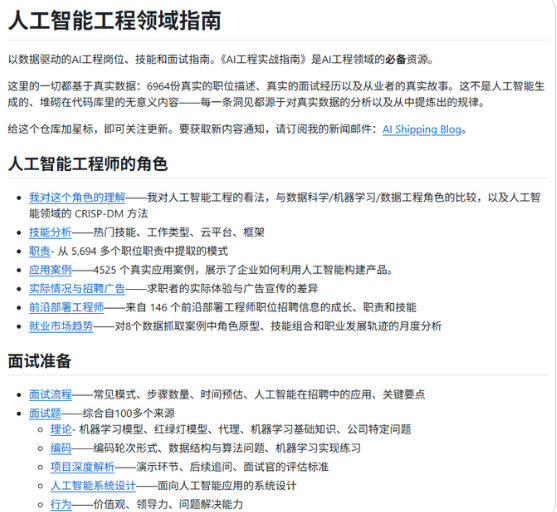 人工智能工程领域指南
以数据驱动的AI工程岗位、技能和面试指南。《AI工程实战指南》是AI工程领域的必备资源。
这里的一切都基于真实数据：6964份真实的职位描述、真实的面试经历以及从业者的真实故事。这不是人工智能生
成的、堆砌在代码库里的无意义内容——每一条洞见都源于对真实数据的分析以及从中提炼出的规律。
给这个仓库加星标，即可关注更新。要获取新内容通知，请订阅我的新闻邮件：AI Shipping Blog。
人工智能工程师的角色
• 我对这个角色的理解——我对人工智能工程的看法，与数据科学/机器学习/数据工程角色的比较，以及人工智
能领域的 CRISP-DM 方法
• 技能分析——热门技能、工作类型、云平台、框架
• 职责- 从 5,694 多个职位职责中提取的模式
• 应用案例——4525 个真实应用案例，展示了企业如何利用人工智能构建产品。
• 实际情况与招聘广告——求职者的实际体验与广告宣传的差异
• 前沿部署工程师——来自 146 个前沿部署工程师职位招聘信息的成长、职责和技能
• 就业市场趋势——对8个数据抓取案例中角色原型、技能组合和职业发展轨迹的月度分析
面试准备
• 面试流程——常见模式、步骤数量、时间预估、人工智能在招聘中的应用、关键要点
• 面试题——综合自100多个来源
○ 理论- 机器学习模型、红绿灯模型、代理、机器学习基础知识、公司特定问题
○ 编码——编码轮次形式、数据结构与算法问题、机器学习实现练习
○ 项目深度解析——演示环节、后续追问、面试官的评估标准
○ 人工智能系统设计——面向人工智能应用的系统设计
○ 行为——价值观、领导力、问题解决能力